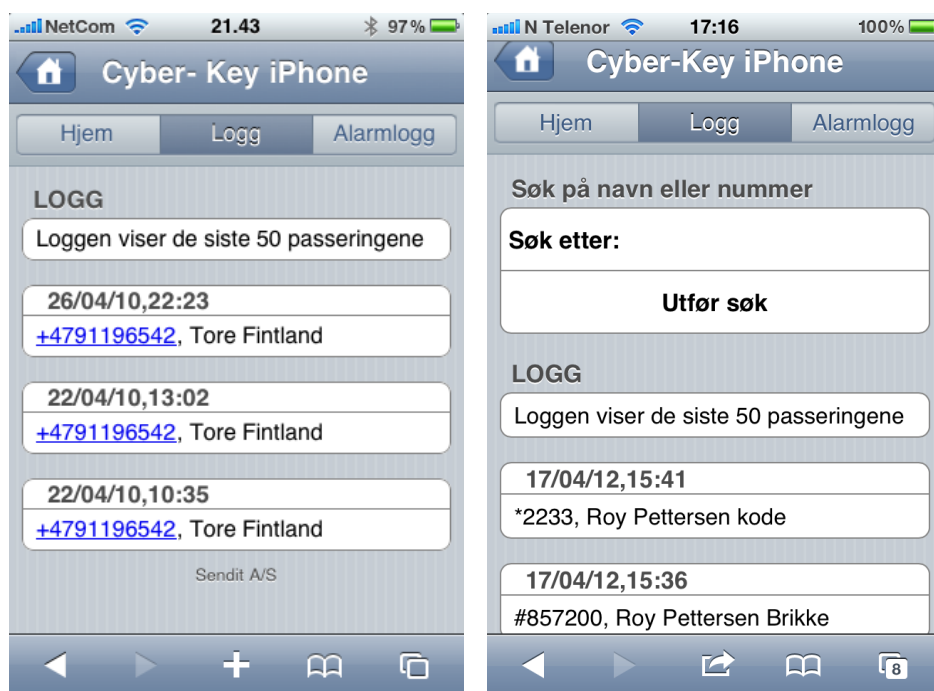 NetCom 21.43 97%
Cyber- Key iPhone
Hjem Logg Alarmlogg
LOGG
Loggen viser de siste 50 passeringene
26/04/10,22:23
+4791196542, Tore Fintland
22/04/10,13:02
+4791196542, Tore Fintland
22/04/10,10:35
+4791196542, Tore Fintland
Sendit A/S
N Telenor 17:16 100%
Cyber-Key iPhone
Hjem Logg Alarmlogg
Søk på navn eller nummer
Søk etter:
Utfør søk
LOGG
Loggen viser de siste 50 passeringene
17/04/12,15:41
*2233, Roy Pettersen kode
17/04/12,15:36
#857200, Roy Pettersen Brikke
8